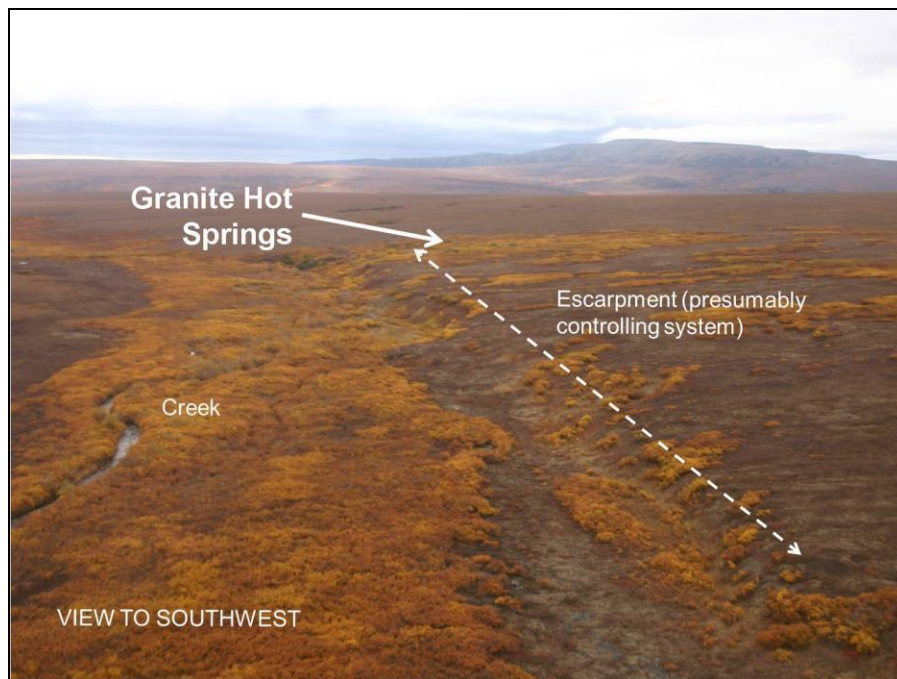 Granite Hot
Springs
Escarpment (presumably
controlling system)
Creek
VIEW TO SOUTHWEST